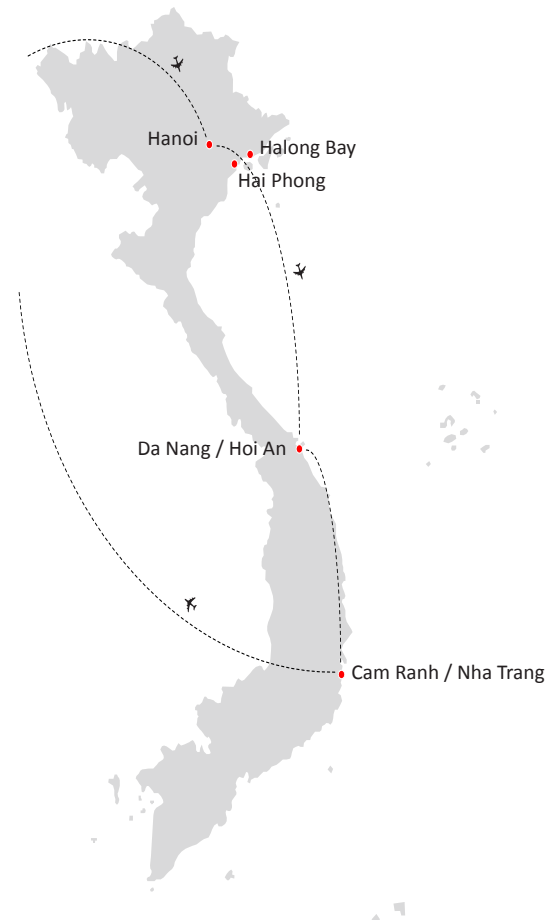 Hanoi
Halong Bay
Hai Phong
Da Nang / Hoi An
Cam Ranh / Nha Trang